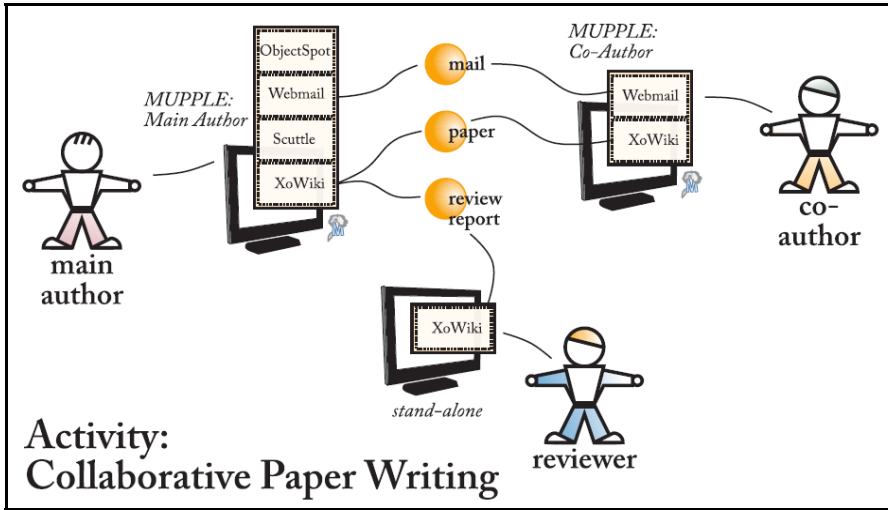 MUPPLE:
Main Author
ObjectSpot
Webmail
Scuttle
XoWiki
M
main
author
mail
paper
review
report
MUPPLE:
Co-Author
Webmail
XoWiki
M
co-
author
XoWiki
stand-alone
reviewer
Activity:
Collaborative Paper Writing